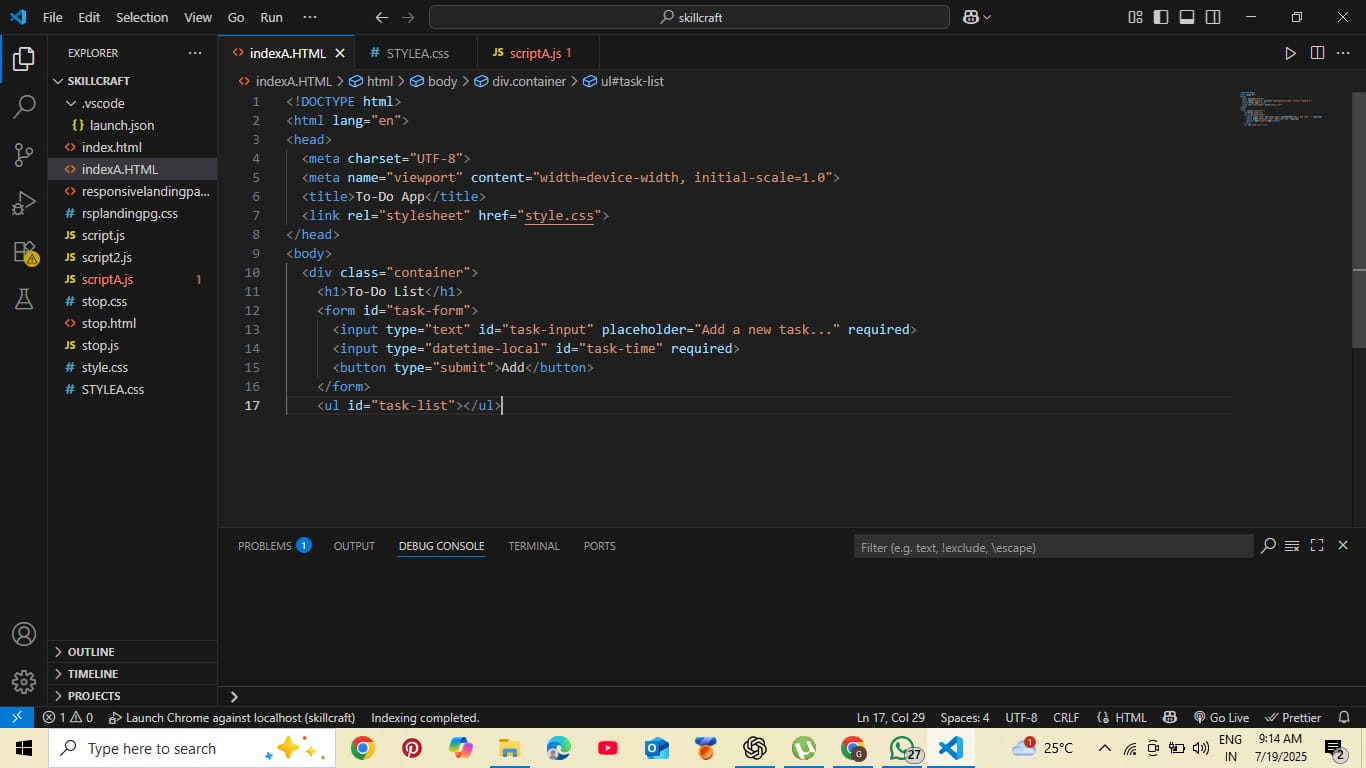 File Edit Selection View Go Run ··· skillcraft
EXPLORER ···
indexA.HTML STYLEA.css JS scriptA.js 1
SKILLCRAFT
indexA.HTML > html > body > div.container > ul#task-list
.vscode
{} launch.json
index.html
indexA.HTML
responsivelandingpa...
# rsplandingpg.css
JS script.js
JS script2.js
JS scriptA.js 1
# stop.css
stop.html
JS stop.js
# style.css
# STYLEA.css
OUTLINE
TIMELINE
PROJECTS
1 <!DOCTYPE html>
2 <html lang="en">
3 <head>
4 <meta charset="UTF-8">
5 <meta name="viewport" content="width=device-width, initial-scale=1.0">
6 <title>To-Do App</title>
7 <link rel="stylesheet" href="style.css">
8 </head>
9 <body>
10 <div class="container">
11 <h1>To-Do List</h1>
12 <form id="task-form">
13 <input type="text" id="task-input" placeholder="Add a new task..." required>
14 <input type="datetime-local" id="task-time" required>
15 <button type="submit">Add</button>
16 </form>
17 <ul id="task-list"></ul>
PROBLEMS 1 OUTPUT DEBUG CONSOLE TERMINAL PORTS Filter (e.g. text, !exclude, \escape)
1 0 Launch Chrome against localhost (skillcraft) Indexing completed. Ln 17, Col 29 Spaces: 4 UTF-8 CRLF {} HTML Go Live Prettier
Type here to search 27 1 25°C ENG IN 9:14 AM 7/19/2025 2